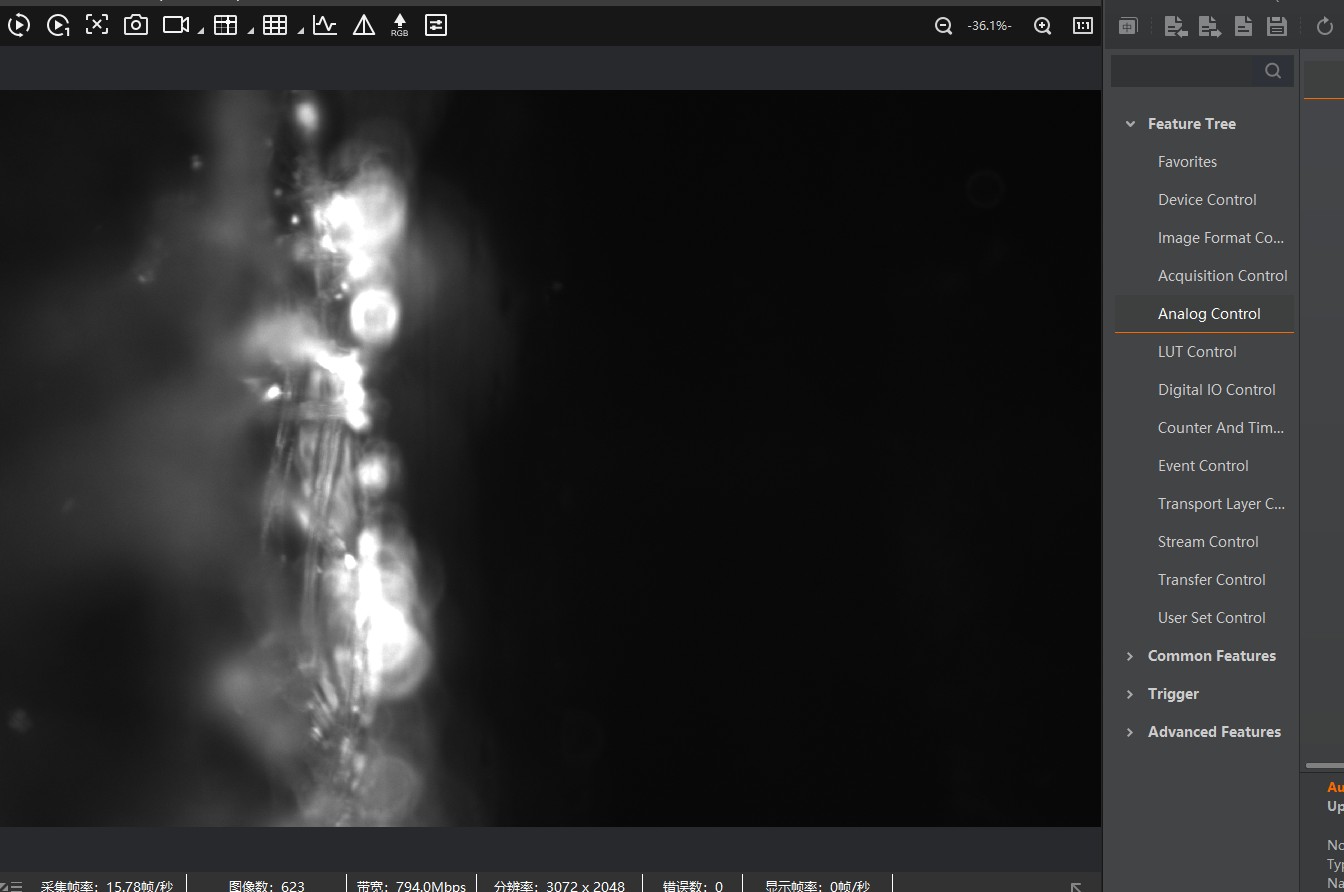 RGB
-36.1%-
1:1
中
Feature Tree
Favorites
Device Control
Image Format Co...
Acquisition Control
Analog Control
LUT Control
Digital IO Control
Counter And Tim...
Event Control
Transport Layer C...
Stream Control
Transfer Control
User Set Control
Common Features
Trigger
Advanced Features
Au
Up
No
Typ
Na
采集帧率: 15.78帧/秒 图像数: 623 带宽: 794.0Mbps 分辨率: 3072 x 2048 错误数: 0 显示帧率: 0帧/秒